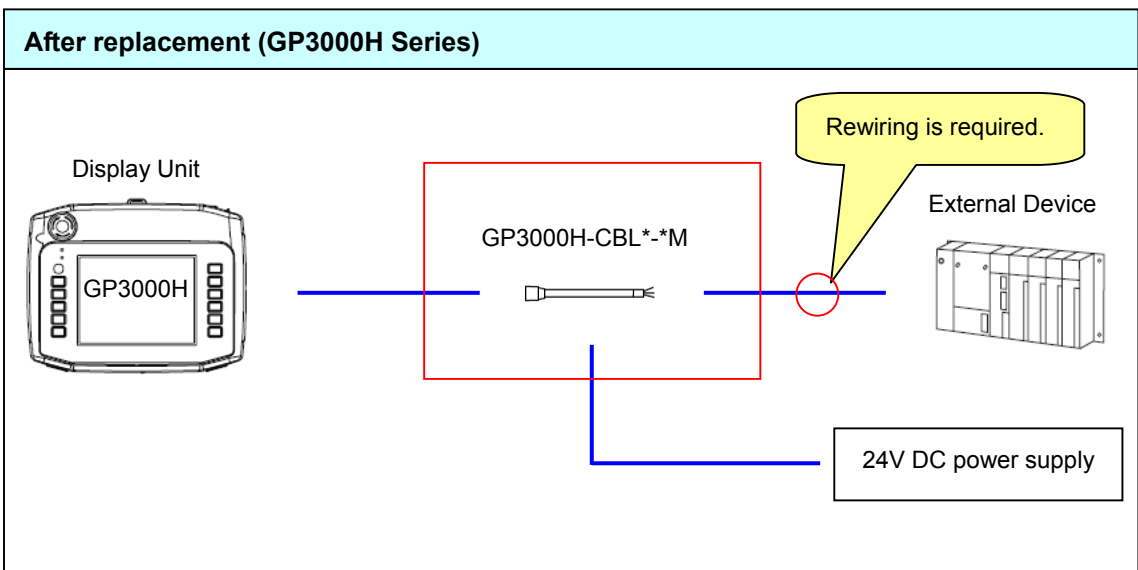 After replacement (GP3000H Series)
Rewiring is required.
Display Unit
External Device
GP3000H-CBL*-*M
GP3000H
24V DC power supply